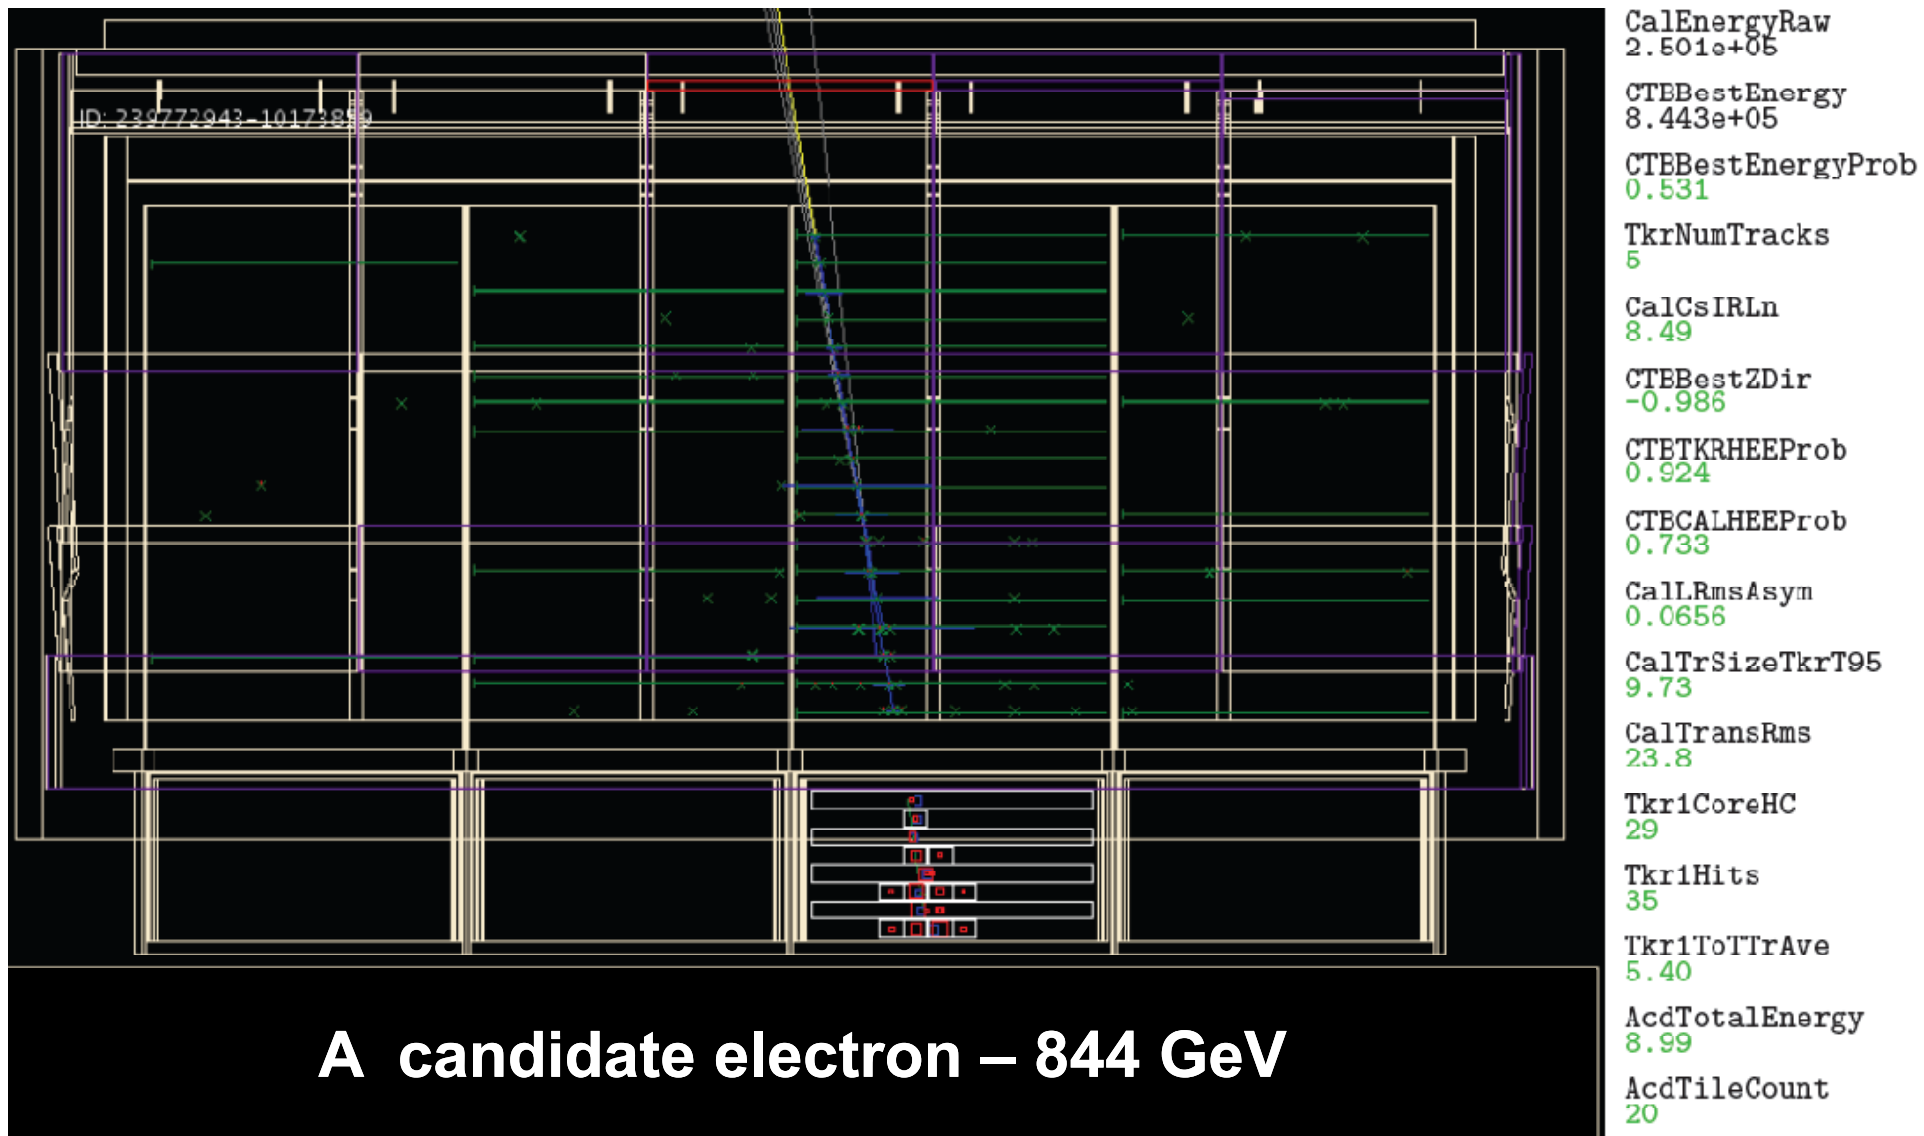 ID: 239772943-10173859
A candidate electron – 844 GeV
CalEnergyRaw
2.501e+05
CTBBestEnergy
8.443e+05
CTBBestEnergyProb
0.531
TkrNumTracks
5
CalCsIRLn
8.49
CTBBestZDir
-0.986
CTBTKRHEEProb
0.924
CTBCALHEEProb
0.733
CalLRmsAsym
0.0656
CalTrSizeTkrT95
9.73
CalTransRms
23.8
Tkr1CoreHC
29
Tkr1Hits
35
Tkr1ToTTrAve
5.40
AcdTotalEnergy
8.99
AcdTileCount
20